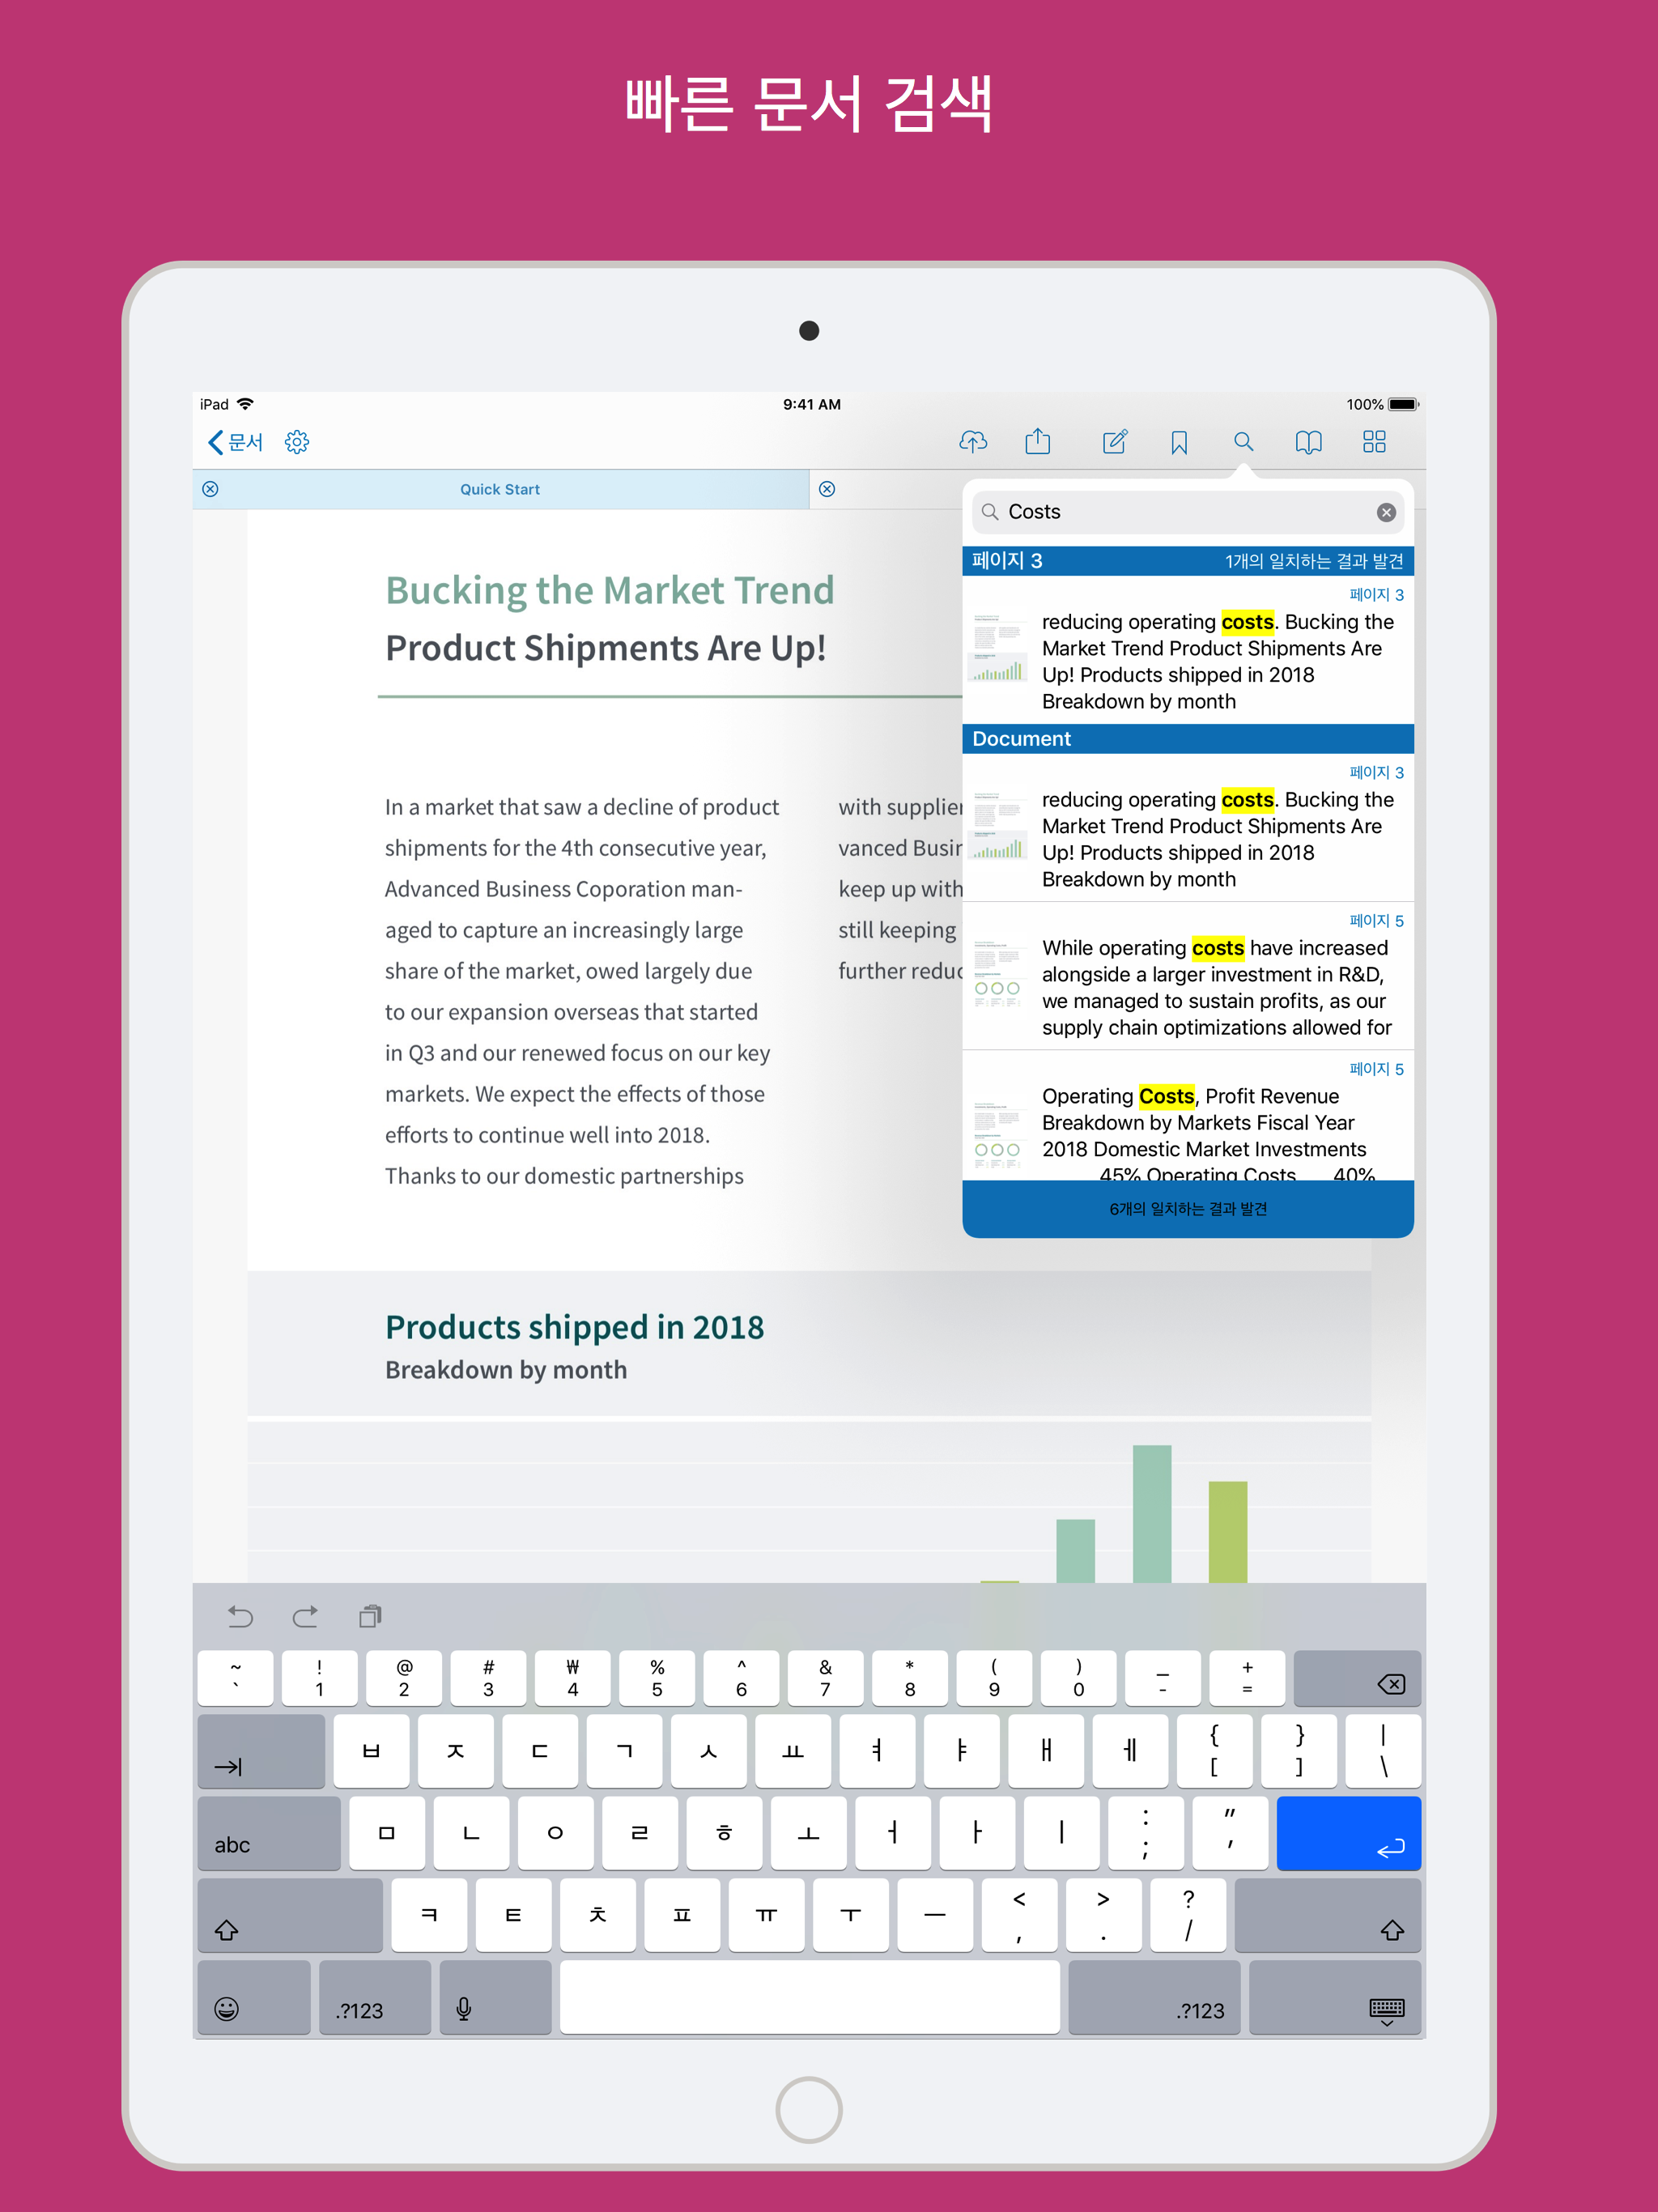 빠른 문서 검색
iPad
9:41 AM
100%
문서
Quick Start
Bucking the Market Trend
Product Shipments Are Up!
In a market that saw a decline of product
shipments for the 4th consecutive year,
Advanced Business Coporation man-
aged to capture an increasingly large
share of the market, owed largely due
to our expansion overseas that started
in Q3 and our renewed focus on our key
markets. We expect the effects of those
efforts to continue well into 2018.
Thanks to our domestic partnerships
with supplier
vanced Busin
keep up with
still keeping
further reduc
Costs
페이지 3 1개의 일치하는 결과 발견
페이지 3
reducing operating costs. Bucking the
Market Trend Product Shipments Are
Up! Products shipped in 2018
Breakdown by month
Document
페이지 3
reducing operating costs. Bucking the
Market Trend Product Shipments Are
Up! Products shipped in 2018
Breakdown by month
페이지 5
While operating costs have increased
alongside a larger investment in R&D,
we managed to sustain profits, as our
supply chain optimizations allowed for
페이지 5
Operating Costs, Profit Revenue
Breakdown by Markets Fiscal Year
2018 Domestic Market Investments
45% Operating Costs 40%
6개의 일치하는 결과 발견
Products shipped in 2018
Breakdown by month
~ ! @ # ₩ % ^ & * ( ) _ +
` 1 2 3 4 5 6 7 8 9 0 - =
ㅂ ㅈ ㄷ ㄱ ㅅ ㅛ ㅕ ㅑ ㅐ ㅔ { } |
[ ] \
abc ㅁ ㄴ ㅇ ㄹ ㅎ ㅗ ㅓ ㅏ ㅣ : "
; '
ㅋ ㅌ ㅊ ㅍ ㅠ ㅜ ㅡ < > ?
, . /
.?123 .?123